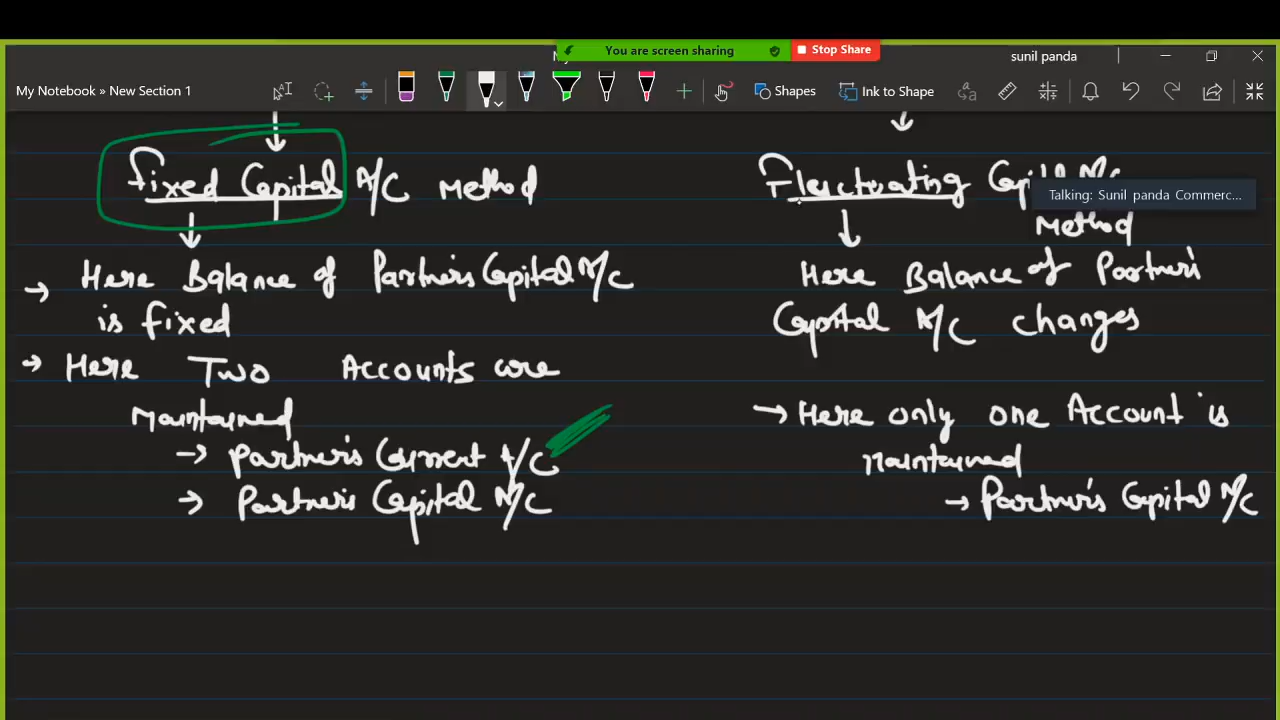 You are screen sharing
Stop Share
sunil panda
My Notebook » New Section 1
Shapes
Ink to Shape
Fixed Capital A/C Method
Fluctuating Capital A/C
Talking: Sunil panda Commerc...
Method
Here Balance of Partner's Capital A/C
is fixed
Here Balance of Partner's
Capital A/C changes
Here Two Accounts are
Maintained
→ Partner's Current A/C
→ Partner's Capital A/C
→ Here only one Account is
Maintained
→ Partner's Capital A/C